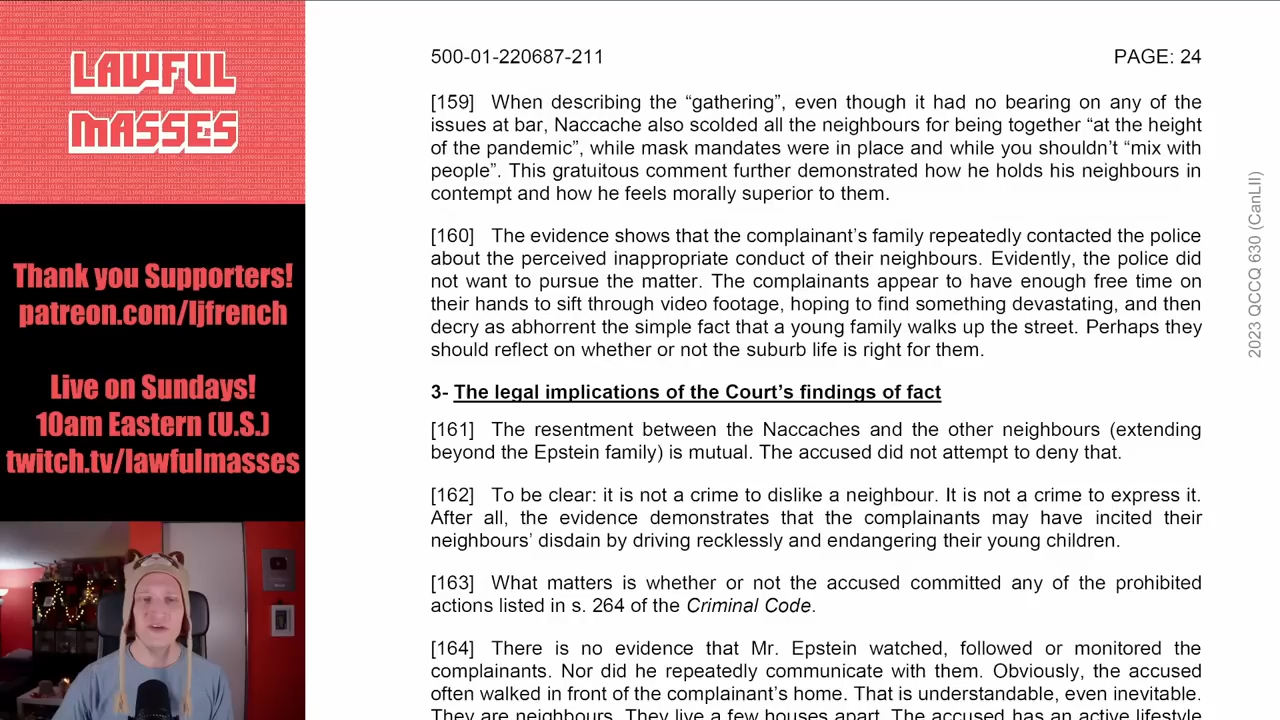 LAWFUL
MASSES
Thank you Supporters!
patreon.com/ljfrench
Live on Sundays!
10am Eastern (U.S.)
twitch.tv/lawfulmasses
500-01-220687-211 PAGE: 24
[159] When describing the “gathering”, even though it had no bearing on any of the
issues at bar, Naccache also scolded all the neighbours for being together “at the height
of the pandemic”, while mask mandates were in place and while you shouldn’t “mix with
people”. This gratuitous comment further demonstrated how he holds his neighbours in
contempt and how he feels morally superior to them.
[160] The evidence shows that the complainant’s family repeatedly contacted the police
about the perceived inappropriate conduct of their neighbours. Evidently, the police did
not want to pursue the matter. The complainants appear to have enough free time on
their hands to sift through video footage, hoping to find something devastating, and then
decry as abhorrent the simple fact that a young family walks up the street. Perhaps they
should reflect on whether or not the suburb life is right for them.
3- The legal implications of the Court’s findings of fact
[161] The resentment between the Naccaches and the other neighbours (extending
beyond the Epstein family) is mutual. The accused did not attempt to deny that.
[162] To be clear: it is not a crime to dislike a neighbour. It is not a crime to express it.
After all, the evidence demonstrates that the complainants may have incited their
neighbours’ disdain by driving recklessly and endangering their young children.
[163] What matters is whether or not the accused committed any of the prohibited
actions listed in s. 264 of the Criminal Code.
[164] There is no evidence that Mr. Epstein watched, followed or monitored the
complainants. Nor did he repeatedly communicate with them. Obviously, the accused
often walked in front of the complainant’s home. That is understandable, even inevitable.
They are neighbours. They live a few houses apart. The accused has an active lifestyle
2023 QCCQ 630 (CanLII)